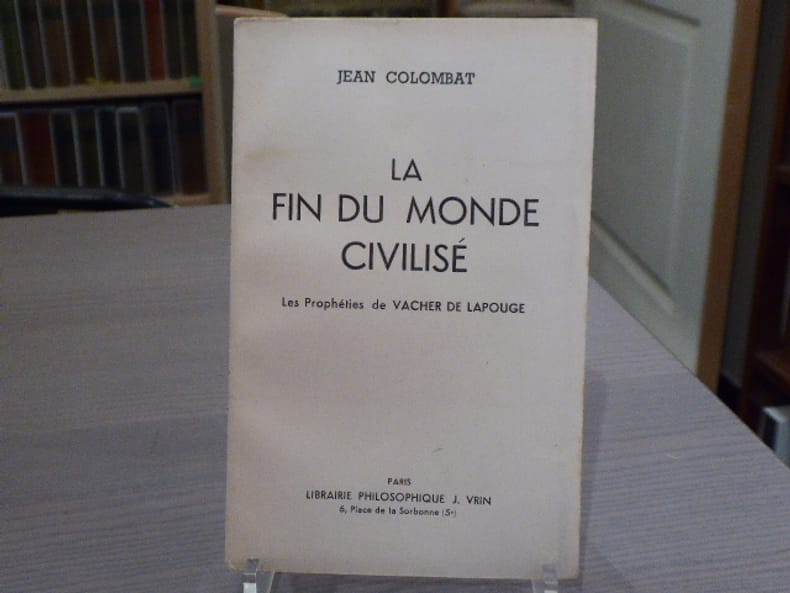 JEAN COLOMBAT
LA
FIN DU MONDE
CIVILISÉ
Les Prophéties de VACHER DE LAPOUGE
PARIS
LIBRAIRIE PHILOSOPHIQUE J. VRIN
6, Place de la Sorbonne (5e)